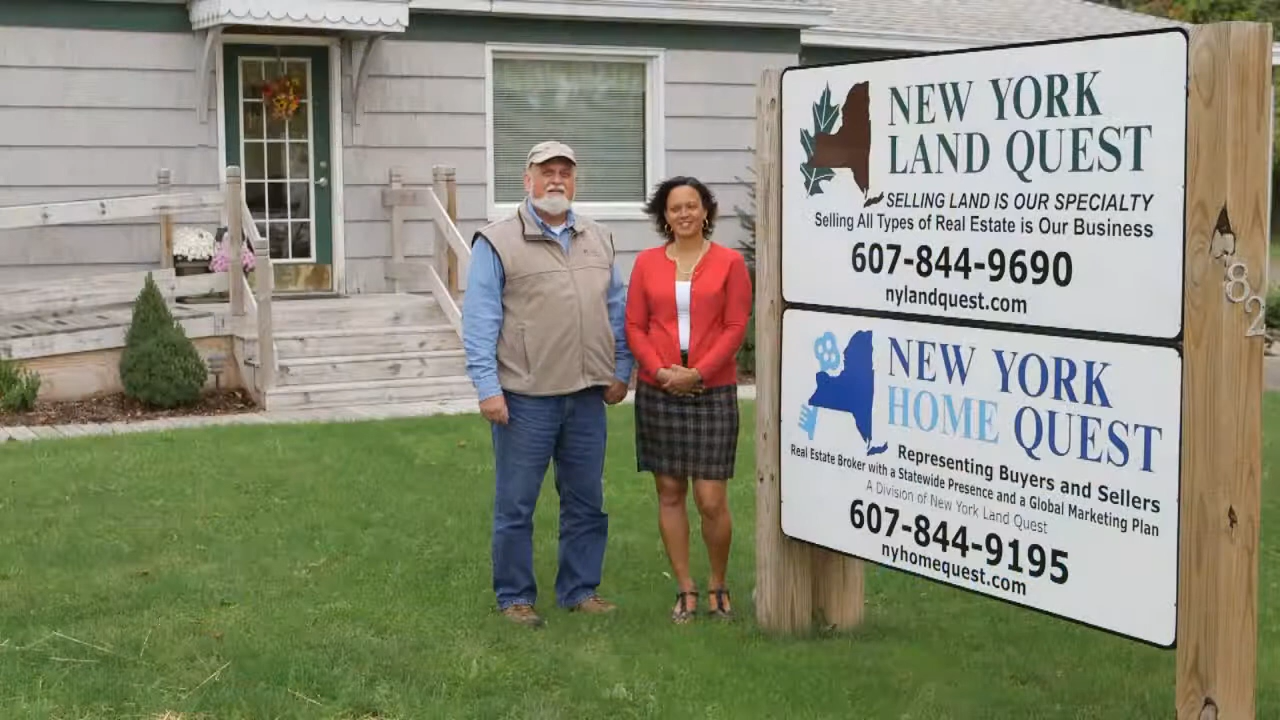 NEW YORK
LAND QUEST
SELLING LAND IS OUR SPECIALTY
Selling All Types of Real Estate is Our Business
607-844-9690
nylandquest.com
NEW YORK
HOME QUEST
Representing Buyers and Sellers
Real Estate Broker with a Statewide Presence and a Global Marketing Plan
A Division of New York Land Quest
607-844-9195
nyhomequest.com
82